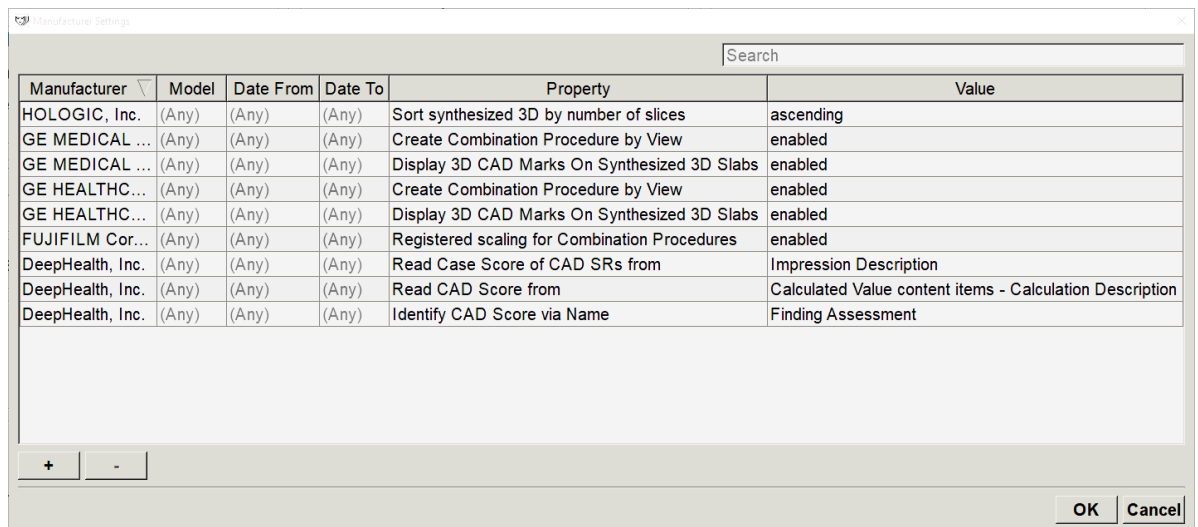 Manufacturer Settings
Search
Manufacturer Model Date From Date To Property Value
HOLOGIC, Inc. (Any) (Any) (Any) Sort synthesized 3D by number of slices ascending
GE MEDICAL ... (Any) (Any) (Any) Create Combination Procedure by View enabled
GE MEDICAL ... (Any) (Any) (Any) Display 3D CAD Marks On Synthesized 3D Slabs enabled
GE HEALTHC... (Any) (Any) (Any) Create Combination Procedure by View enabled
GE HEALTHC... (Any) (Any) (Any) Display 3D CAD Marks On Synthesized 3D Slabs enabled
FUJIFILM Cor... (Any) (Any) (Any) Registered scaling for Combination Procedures enabled
DeepHealth, Inc. (Any) (Any) (Any) Read Case Score of CAD SRs from Impression Description
DeepHealth, Inc. (Any) (Any) (Any) Read CAD Score from Calculated Value content items - Calculation Description
DeepHealth, Inc. (Any) (Any) (Any) Identify CAD Score via Name Finding Assessment
+ -
OK Cancel